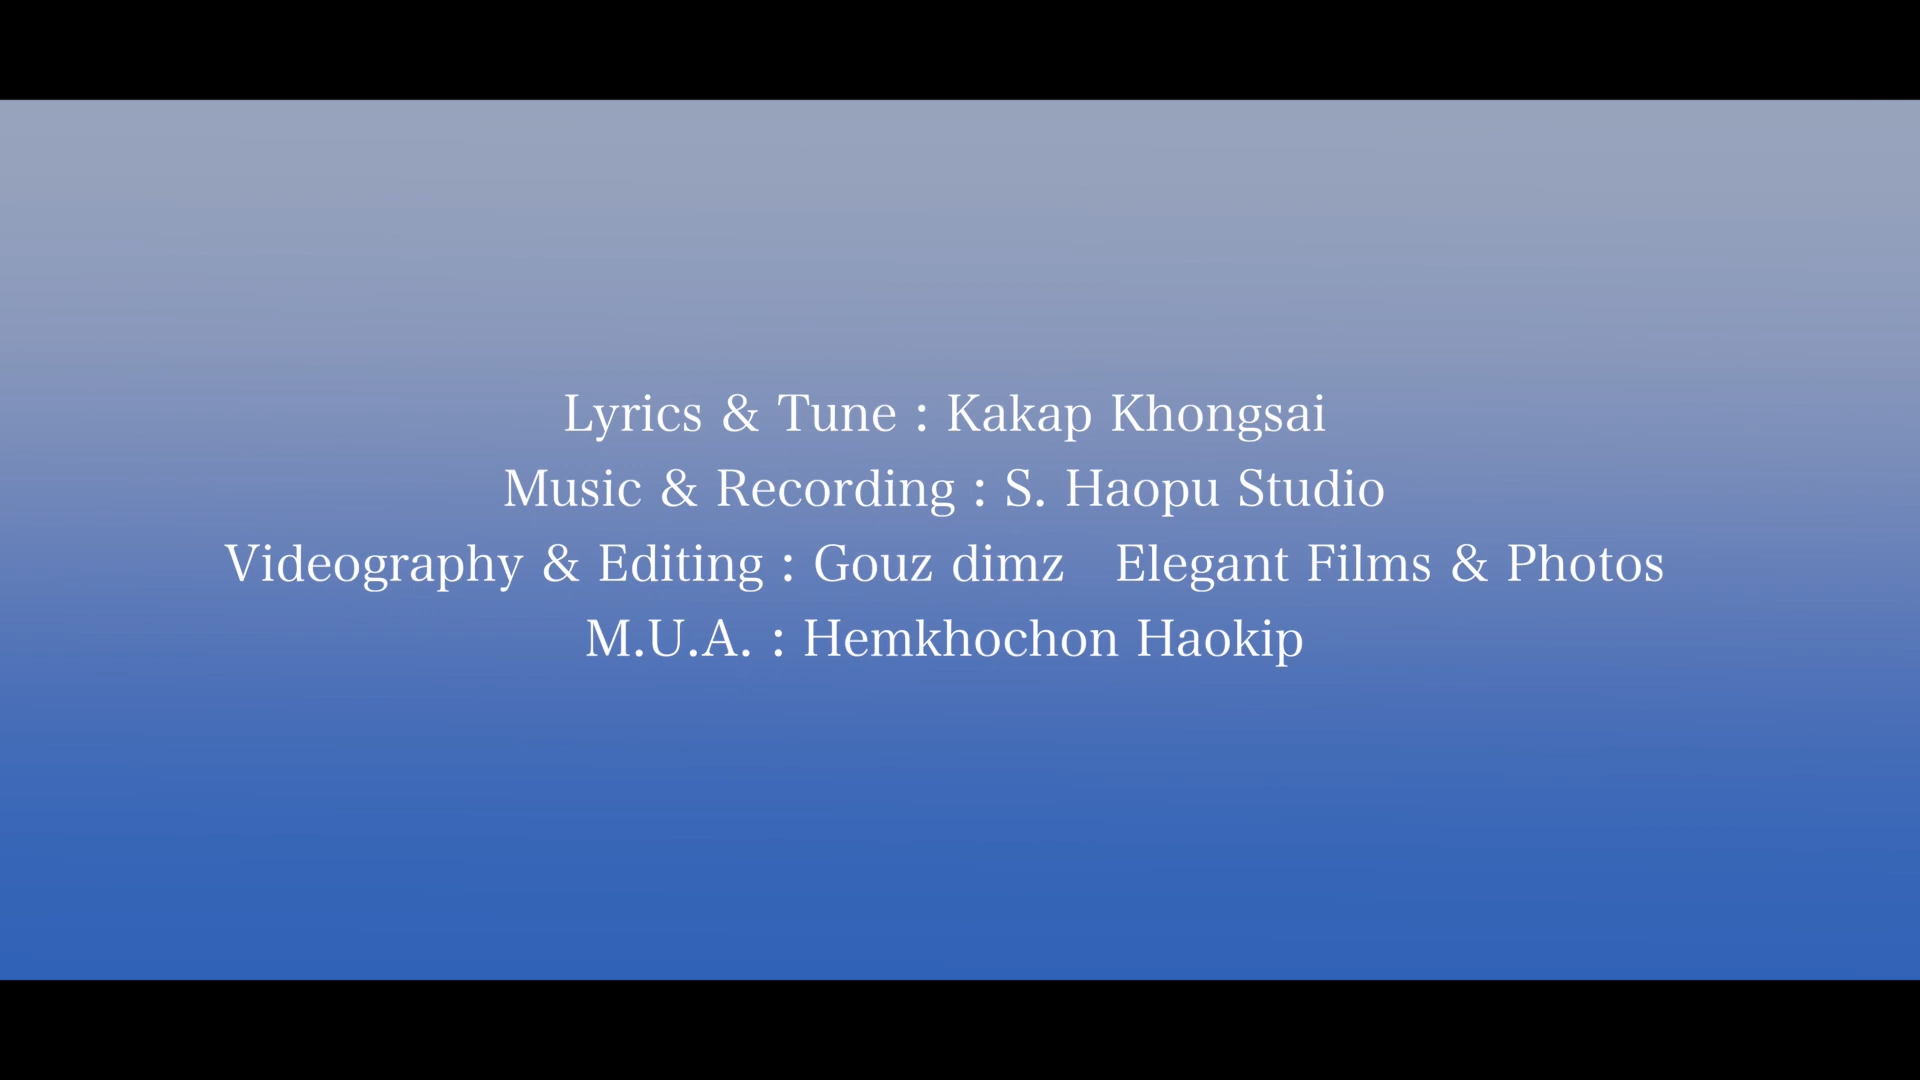 Lyrics & Tune : Kakap Khongsai
Music & Recording : S. Haopu Studio
Videography & Editing : Gouz dimz   Elegant Films & Photos
M.U.A. : Hemkhochon Haokip